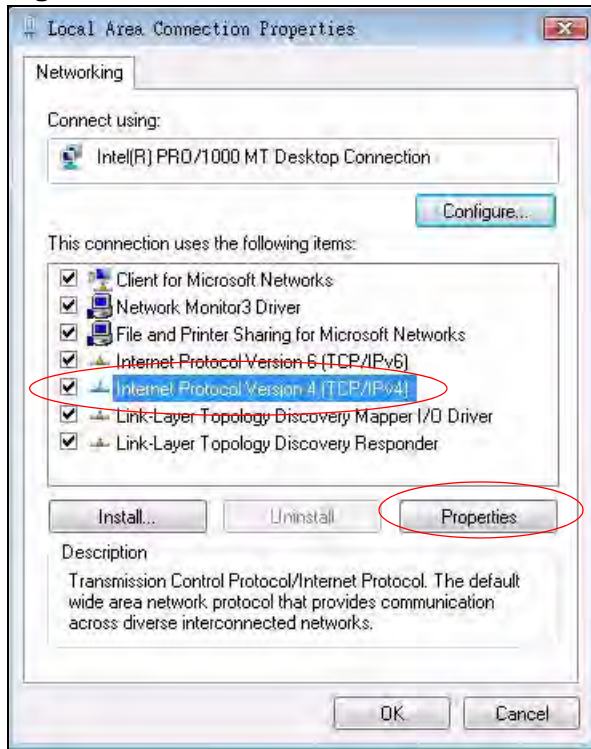 Local Area Connection Properties
Networking
Connect using:
Intel(R) PRO/1000 MT Desktop Connection
Configure...
This connection uses the following items:
Client for Microsoft Networks
Network Monitor3 Driver
File and Printer Sharing for Microsoft Networks
Internet Protocol Version 6 (TCP/IPv6)
Internet Protocol Version 4 (TCP/IPv4)
Link-Layer Topology Discovery Mapper I/O Driver
Link-Layer Topology Discovery Responder
Install...
Uninstall
Properties
Description
Transmission Control Protocol/Internet Protocol. The default
wide area network protocol that provides communication
across diverse interconnected networks.
OK
Cancel